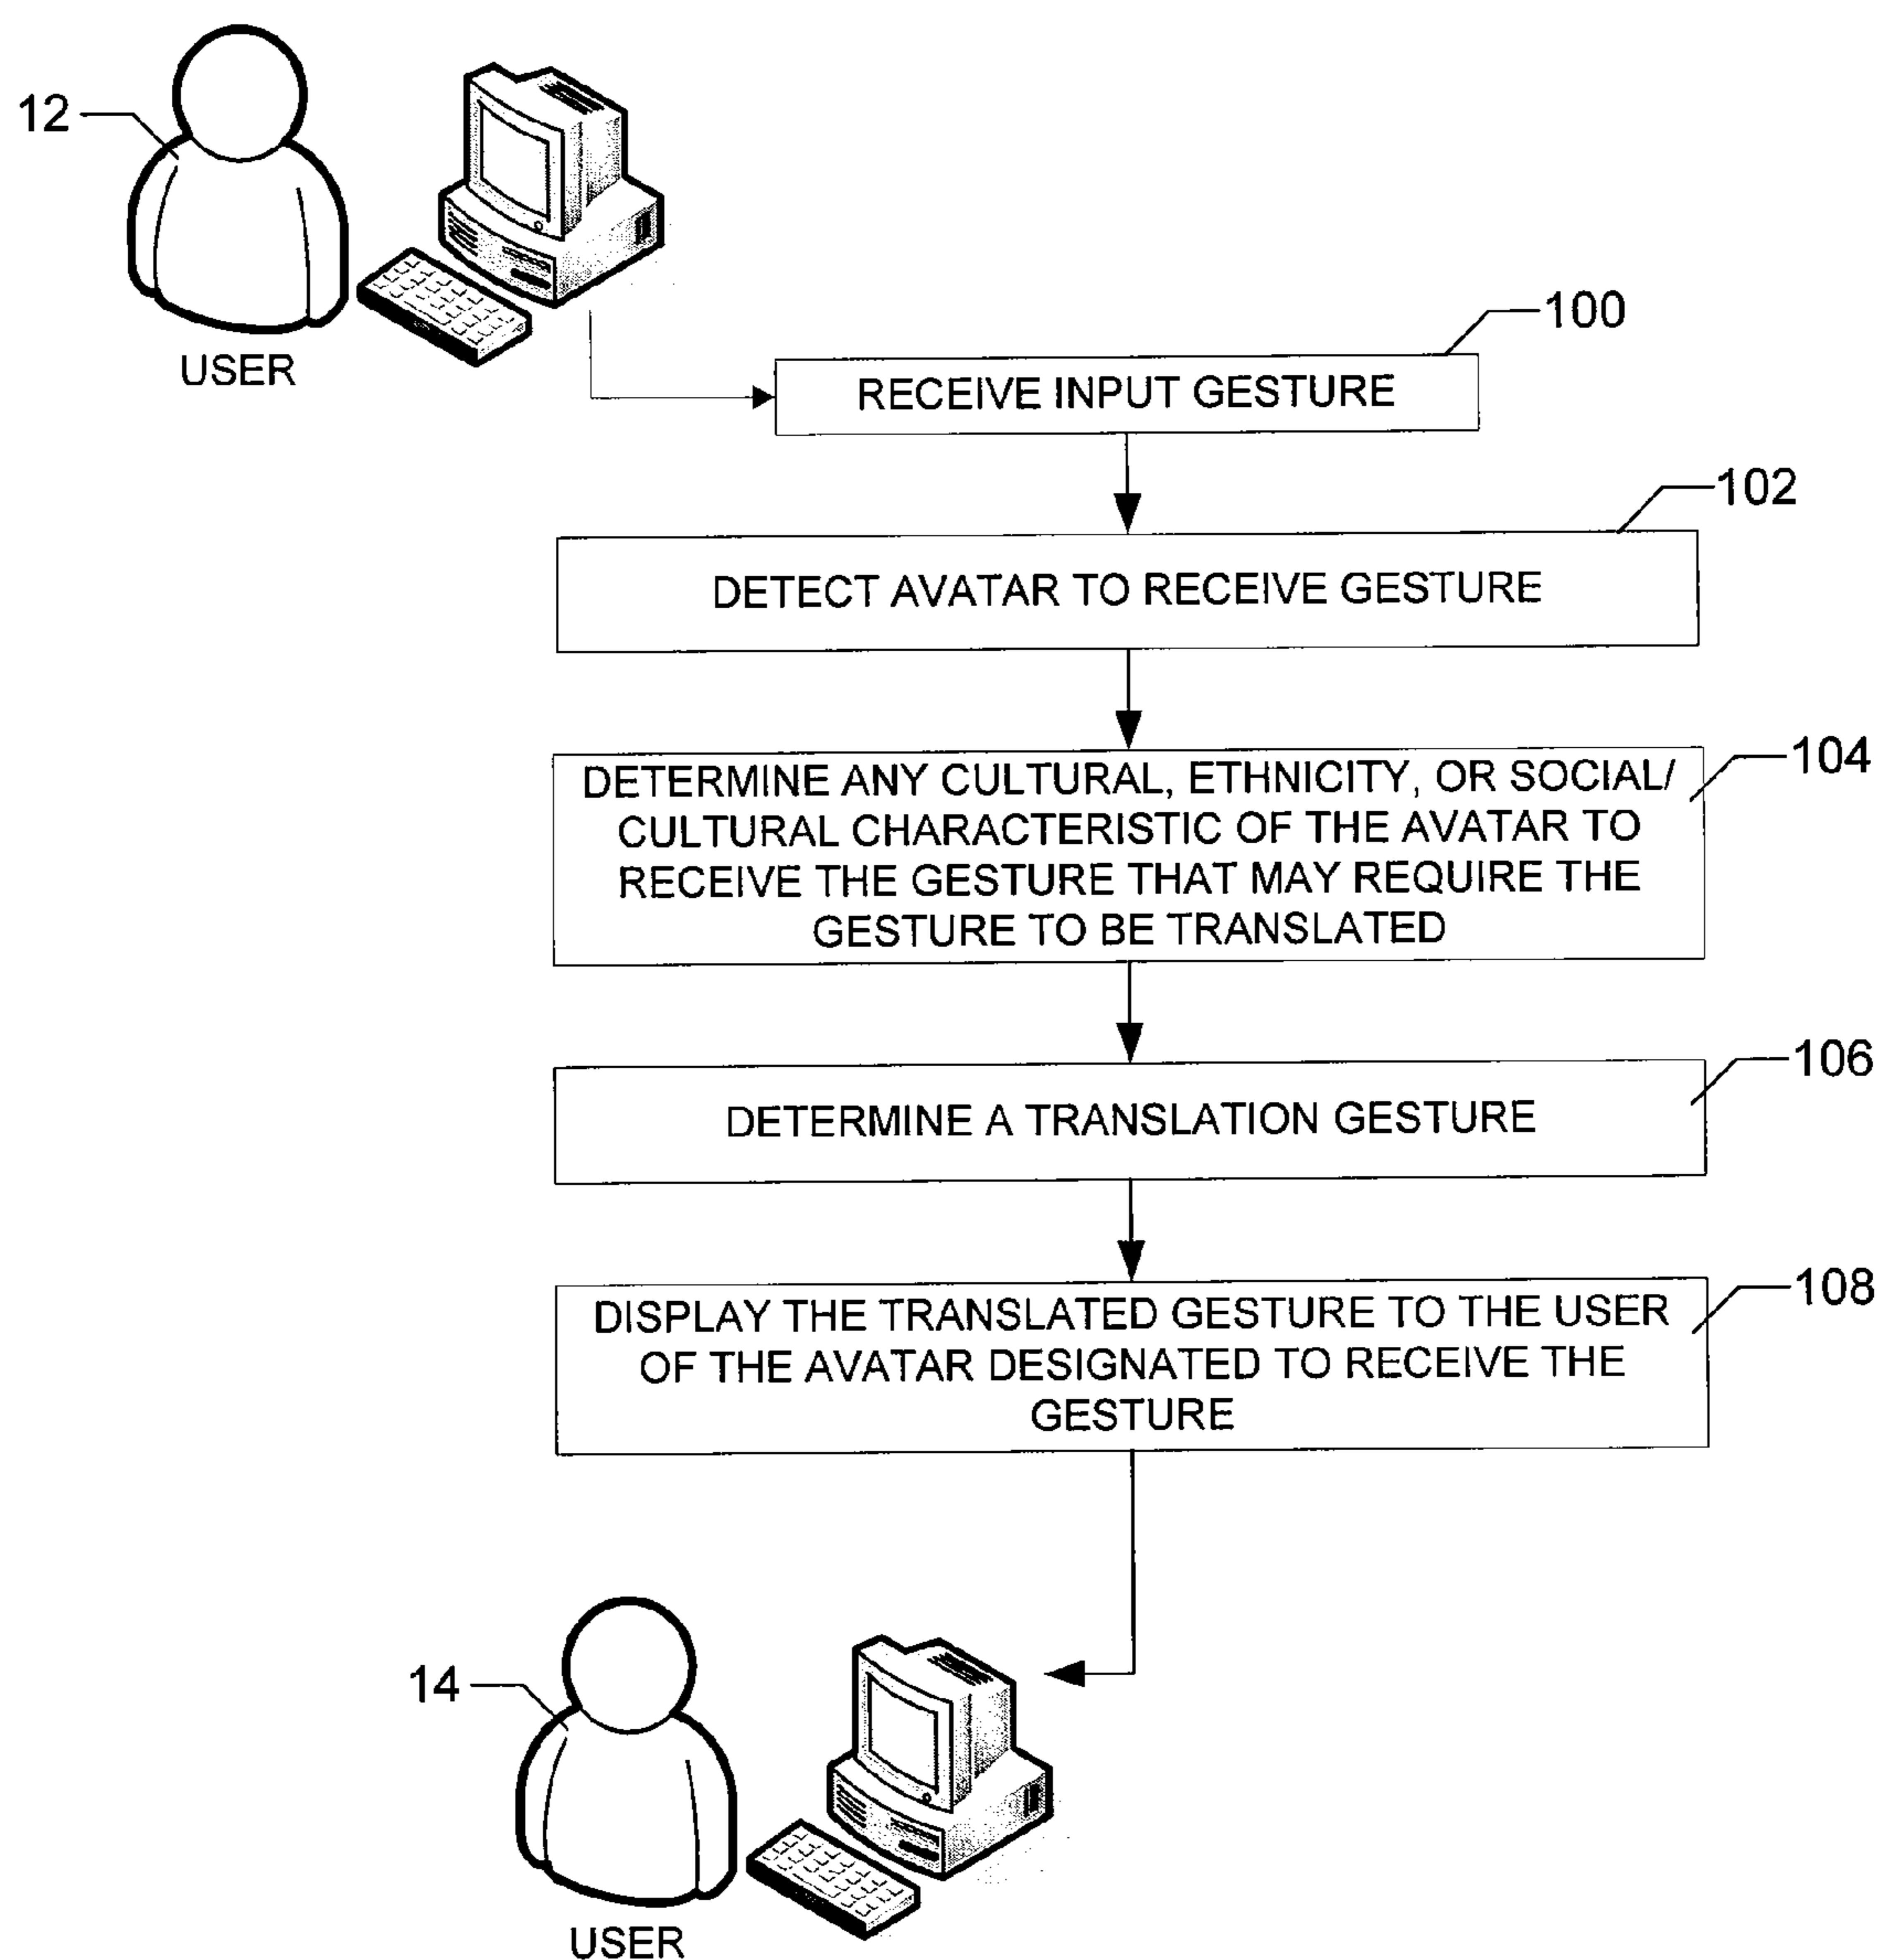 12
USER
100
RECEIVE INPUT GESTURE
102
DETECT AVATAR TO RECEIVE GESTURE
104
DETERMINE ANY CULTURAL, ETHNICITY, OR SOCIAL/
CULTURAL CHARACTERISTIC OF THE AVATAR TO
RECEIVE THE GESTURE THAT MAY REQUIRE THE
GESTURE TO BE TRANSLATED
106
DETERMINE A TRANSLATION GESTURE
108
DISPLAY THE TRANSLATED GESTURE TO THE USER
OF THE AVATAR DESIGNATED TO RECEIVE THE
GESTURE
14
USER